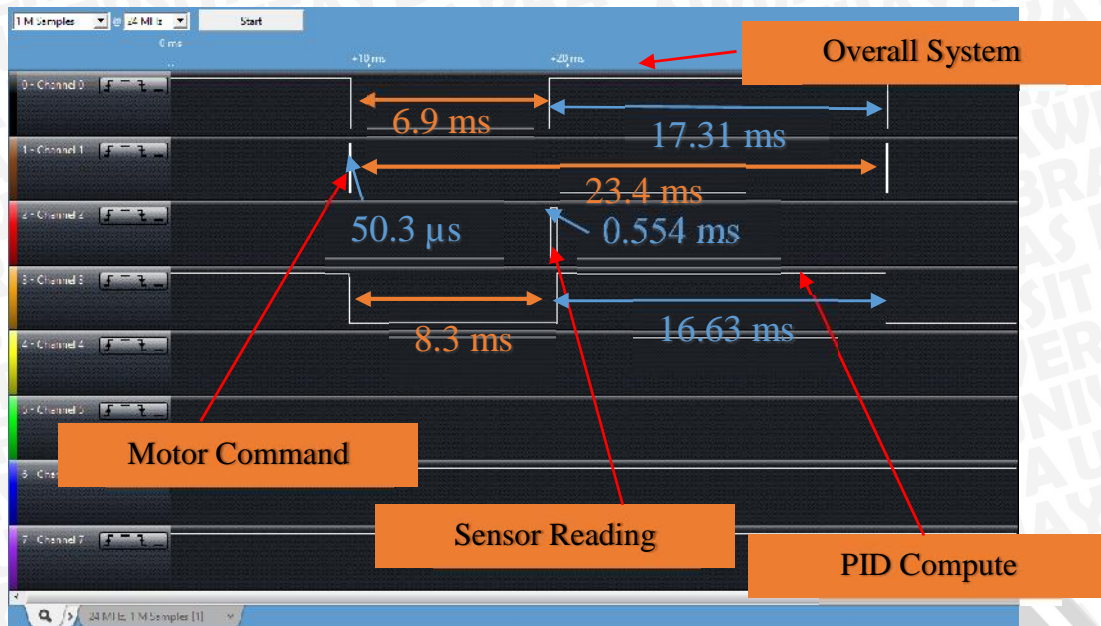 1 M Samples @ 24 MHz Start
0 ms
+10 ms +20 ms
Overall System
0 - Channel 0
6.9 ms
17.31 ms
1 - Channel 1
23.4 ms
2 - Channel 2
50.3 µs
0.554 ms
3 - Channel 3
8.3 ms
16.63 ms
4 - Channel 4
5 - Channel 5
Motor Command
Sensor Reading
7 - Channel 7
PID Compute
24 MHz, 1 M Samples [1]